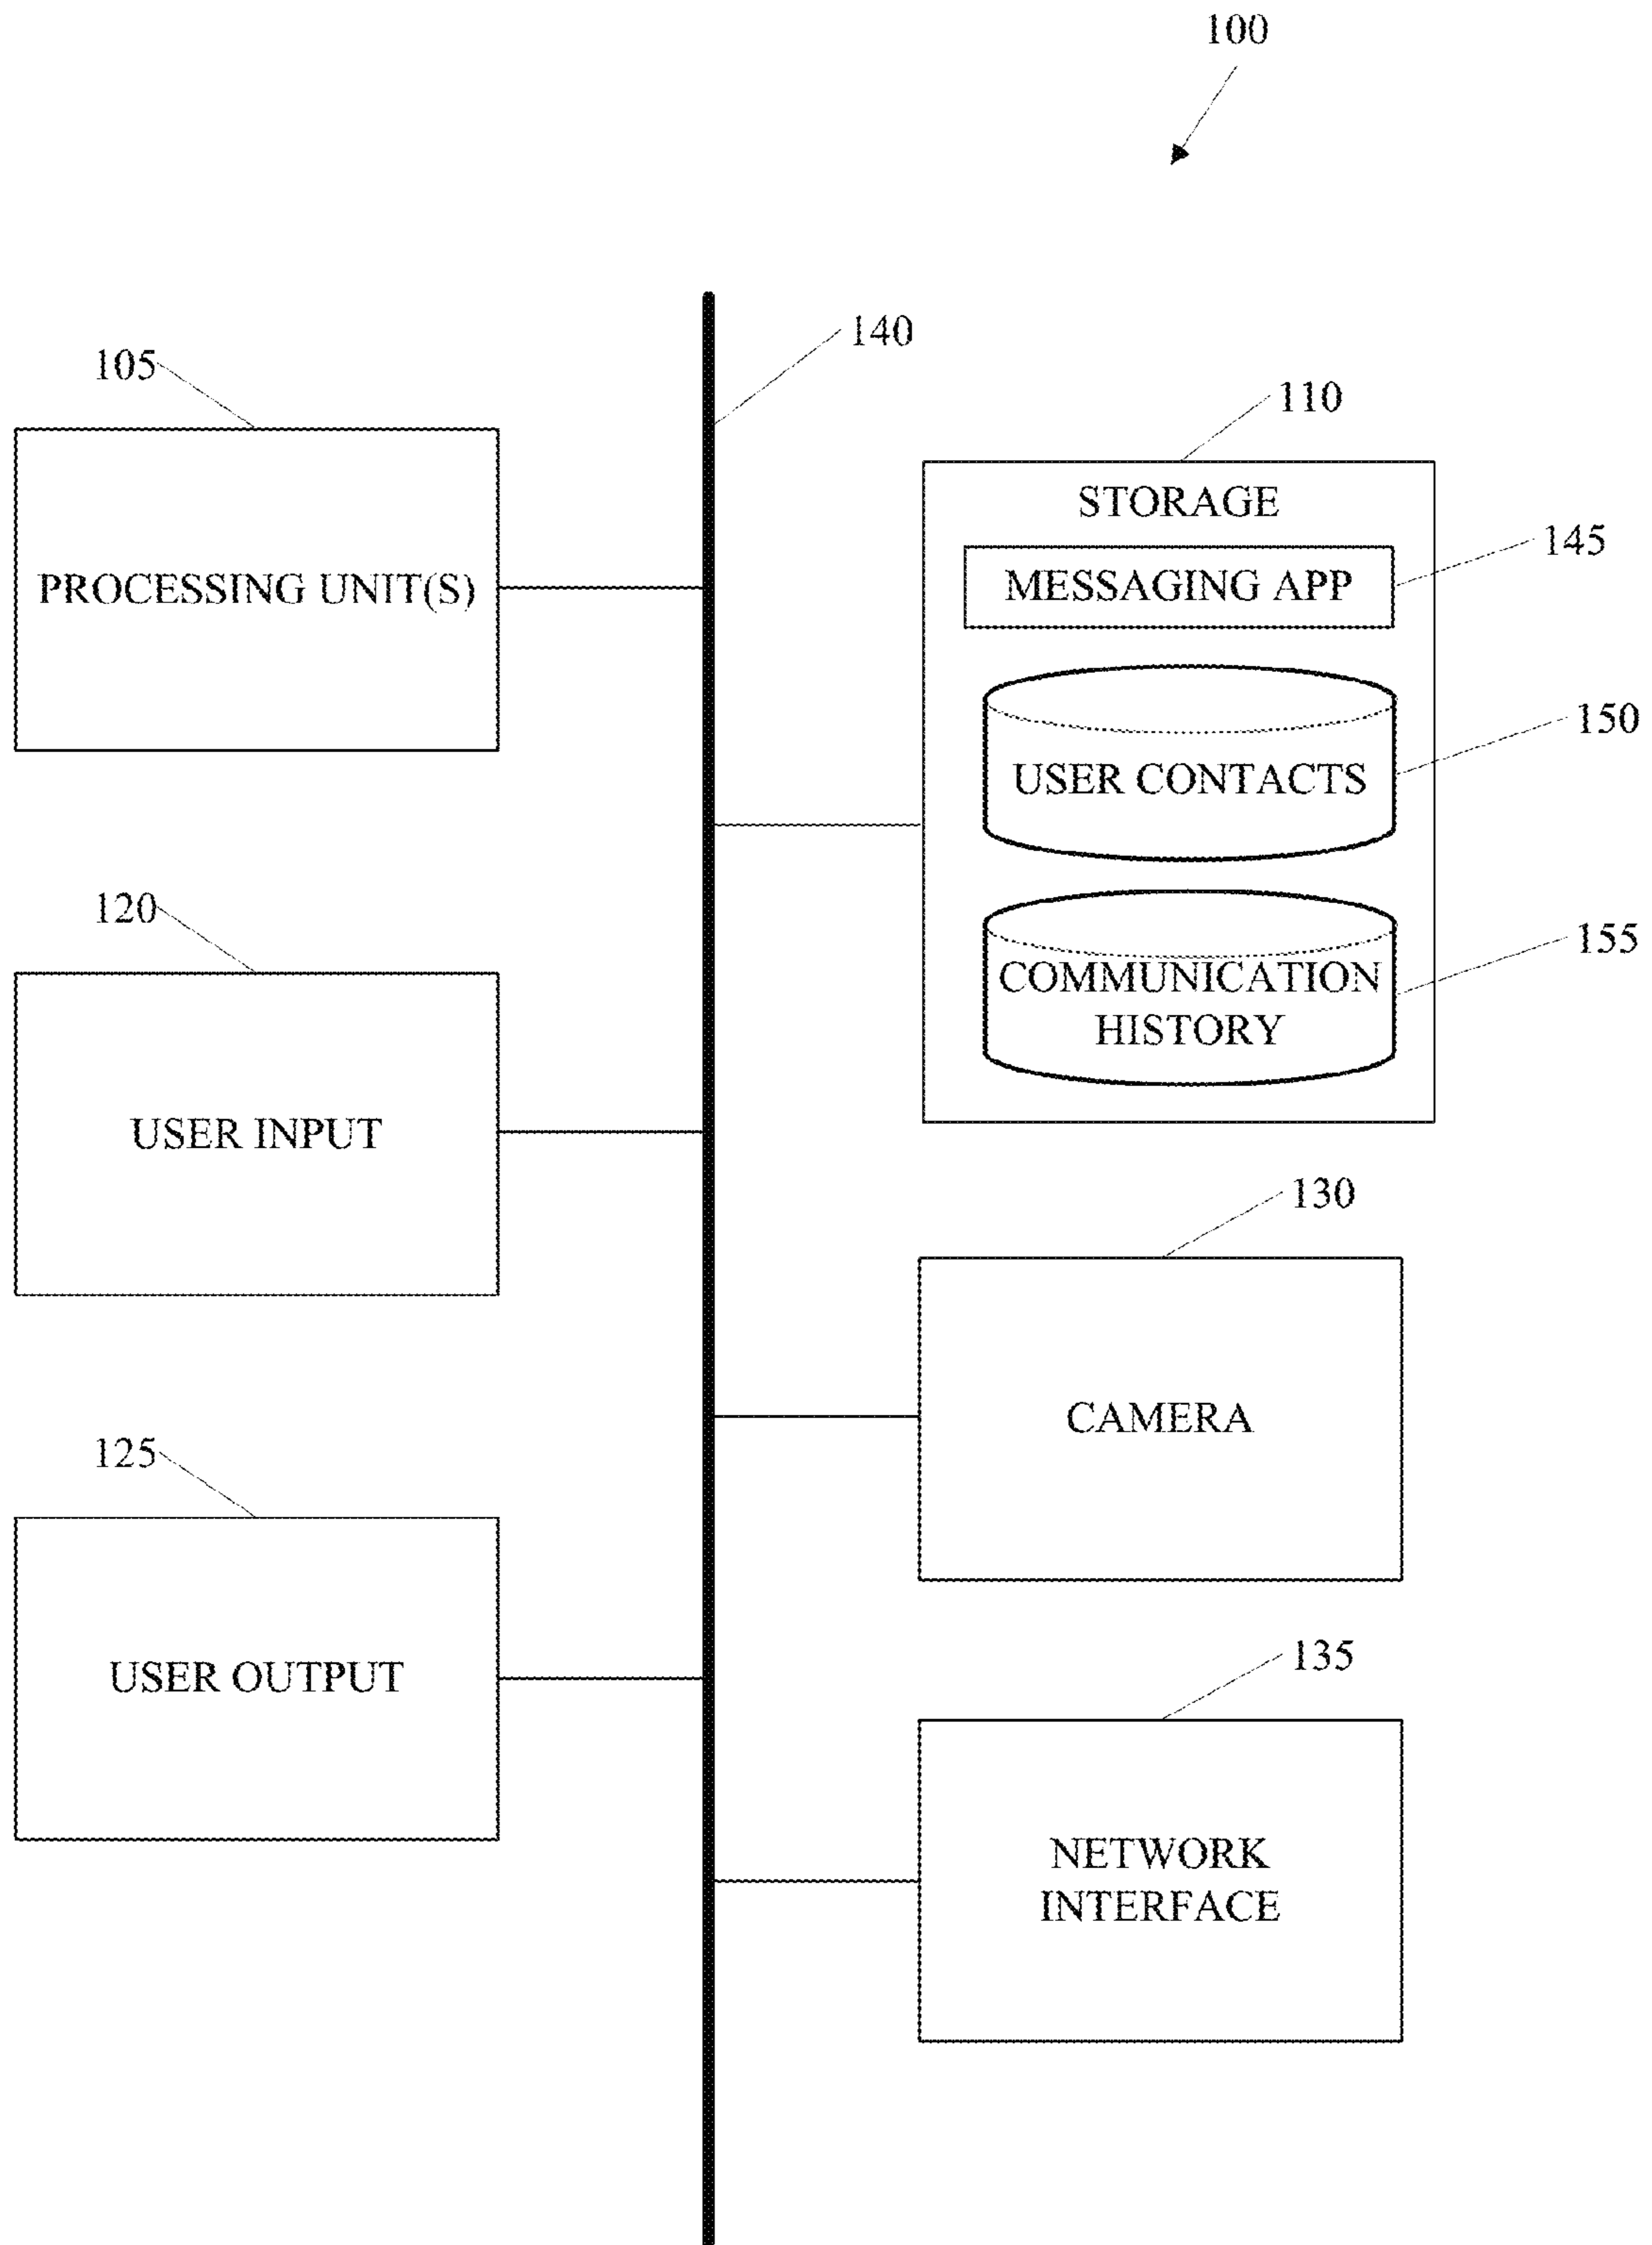 100
140
105
110
PROCESSING UNIT(S)
STORAGE
MESSAGING APP
145
USER CONTACTS
150
COMMUNICATION
HISTORY
155
120
USER INPUT
130
CAMERA
125
USER OUTPUT
135
NETWORK
INTERFACE